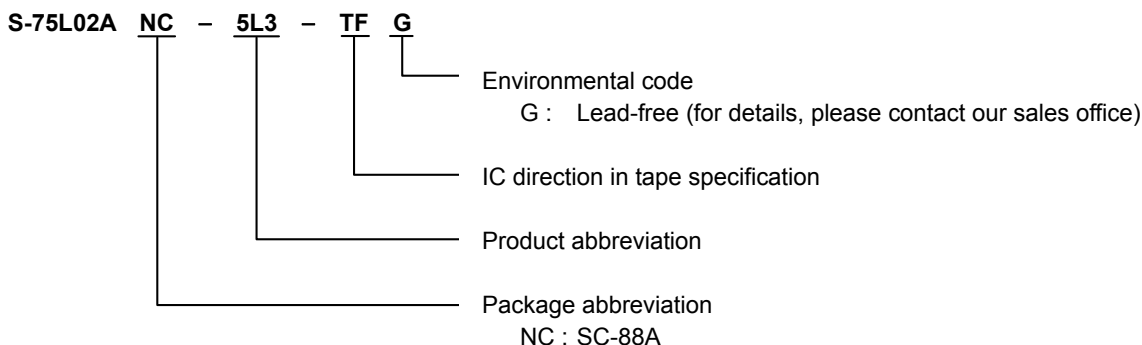 S-75L02A NC – 5L3 – TF G
Environmental code
G : Lead-free (for details, please contact our sales office)
IC direction in tape specification
Product abbreviation
Package abbreviation
NC : SC-88A